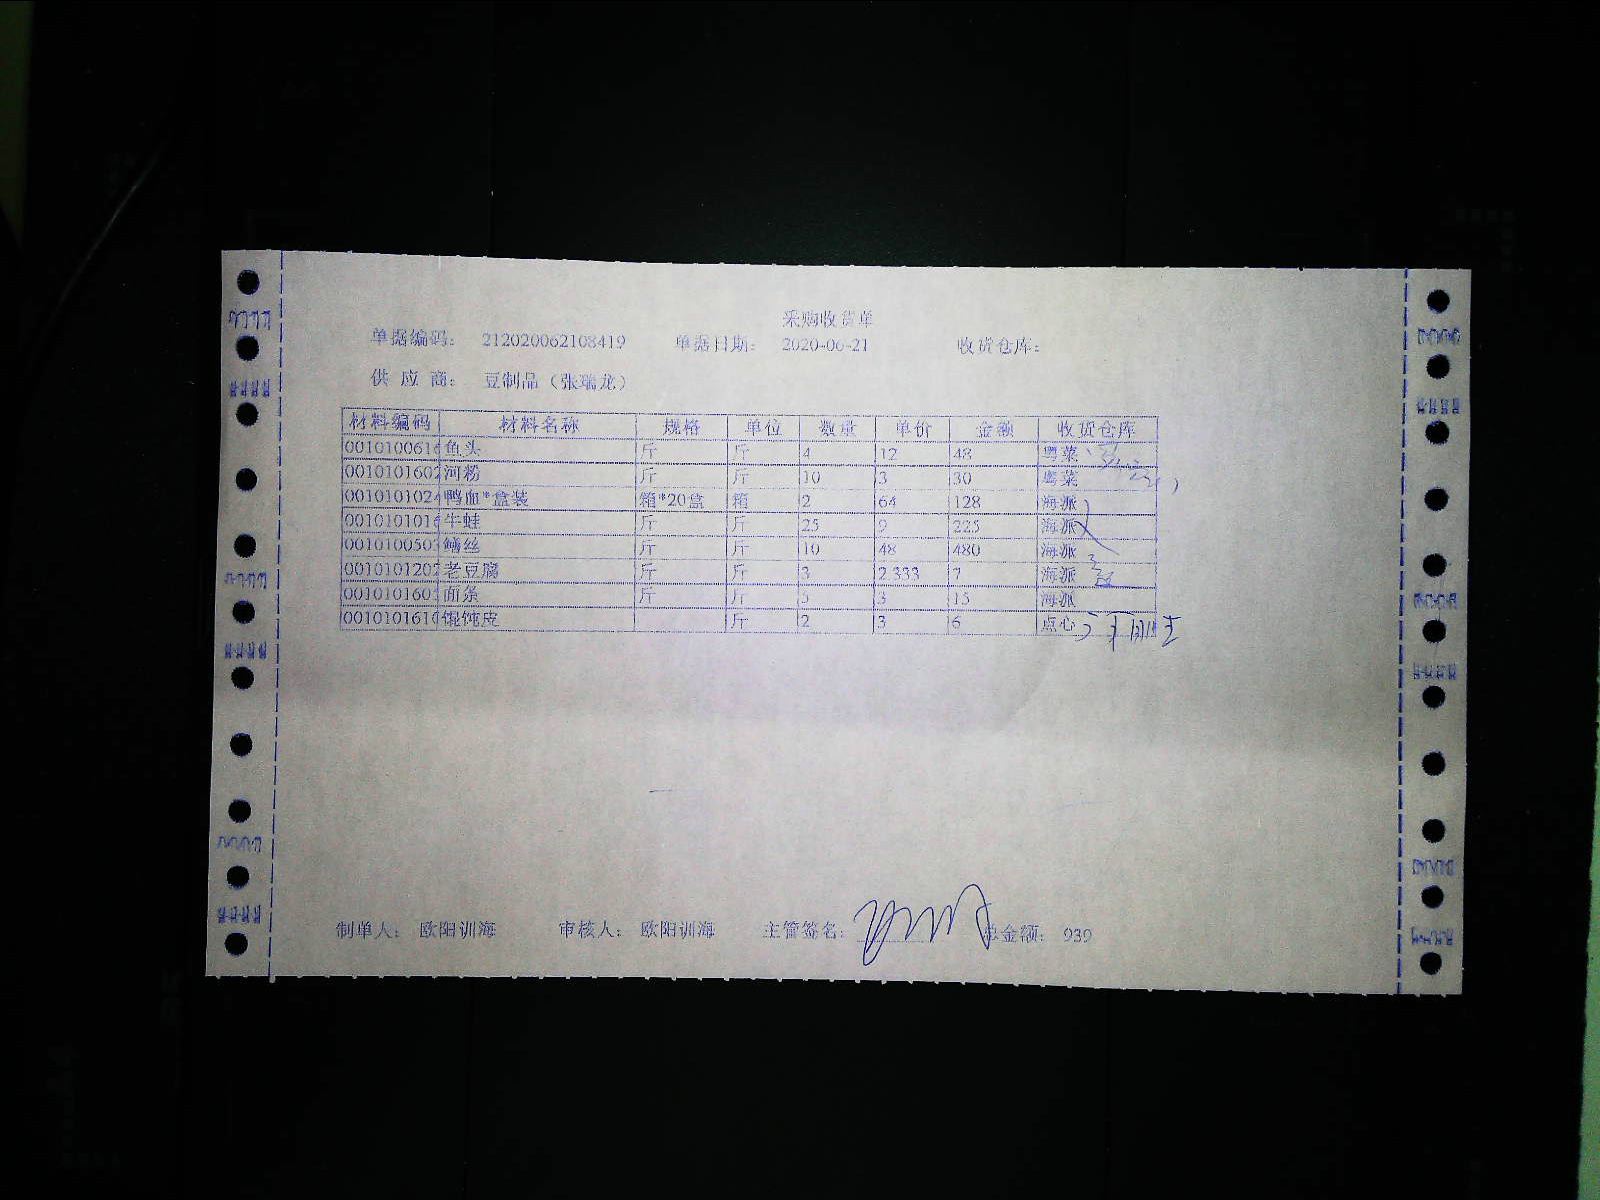 采购收货单
单据编码： 212020062108419 单据日期： 2020-06-21 收货仓库：
供 应 商： 豆制品（张瑞龙）
材料编码 材料名称 规格 单位 数量 单价 金额 收货仓库
001010061 鱼头 斤 斤 4 12 48 粤菜
001010160 河粉 斤 斤 10 3 30 粤菜
001010102 鸭血*盒装 箱*20盒 箱 2 64 128 海派
001010101 牛蛙 斤 斤 25 9 225 海派
001010050 鳝丝 斤 斤 10 48 480 海派
001010120 老豆腐 斤 斤 3 2.333 7 海派
001010160 面条 斤 斤 5 3 15 海派
001010161 馄饨皮 斤 2 3 6 点心
制单人： 欧阳训海 审核人： 欧阳训海 主管签名： 总金额： 939